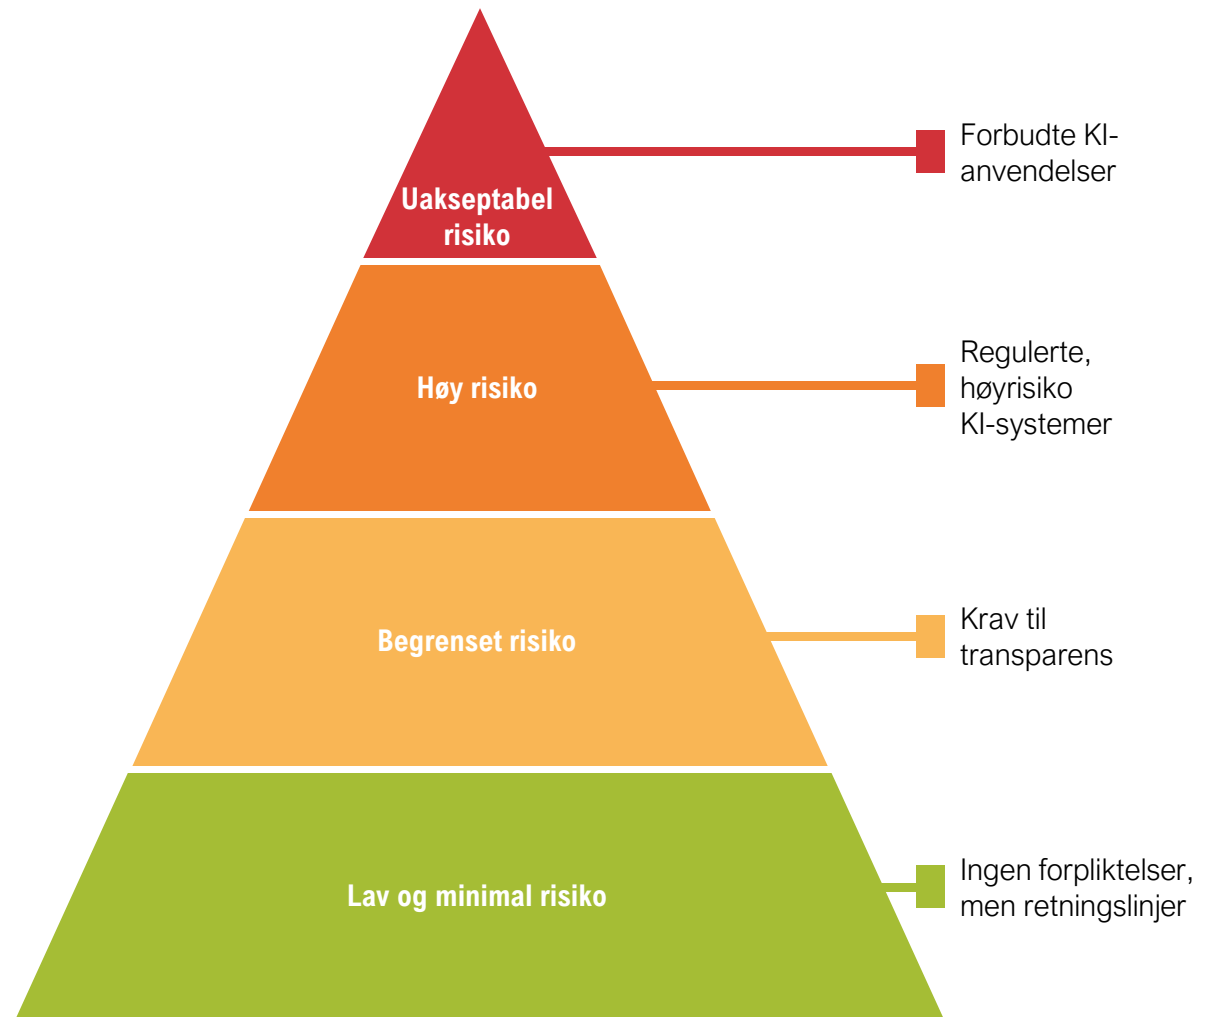 Forbudte KI-
anvendelser
Uakseptabel
risiko
Regulerte,
høyrisiko
KI-systemer
Høy risiko
Krav til
transparens
Begrenset risiko
Ingen forpliktelser,
men retningslinjer
Lav og minimal risiko